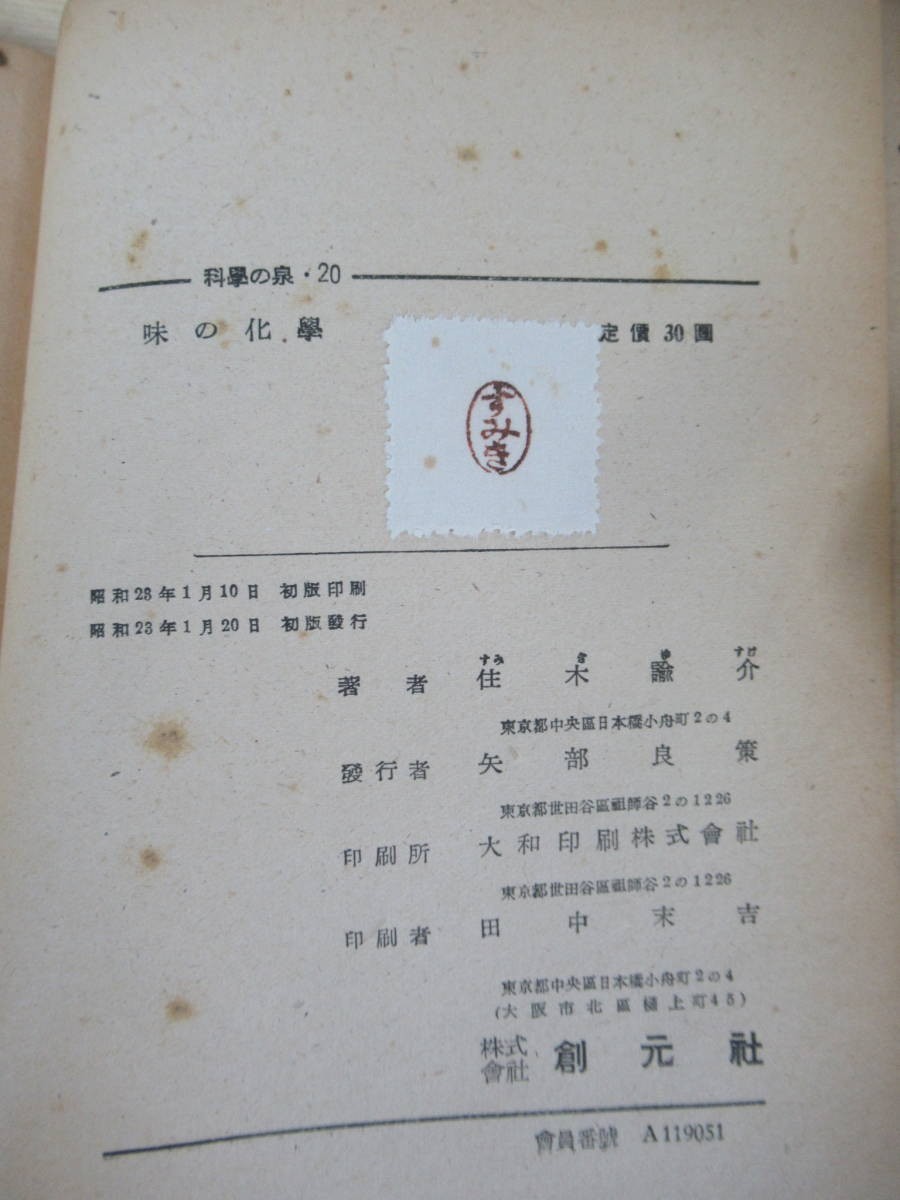 科學の泉・20
味の化學
定價30圓
すみき
昭和23年1月10日 初版印刷
昭和23年1月20日 初版發行
すみ き ゆ すけ
著者 住木諭介
東京都中央區日本橋小舟町2の4
發行者 矢部良策
東京都世田谷區祖師谷2の1226
印刷所 大和印刷株式會社
東京都世田谷區祖師谷2の1226
印刷者 田中末吉
東京都中央區日本橋小舟町2の4
(大阪市北區樋上町45)
株式會社 創元社
會員番號 A119051